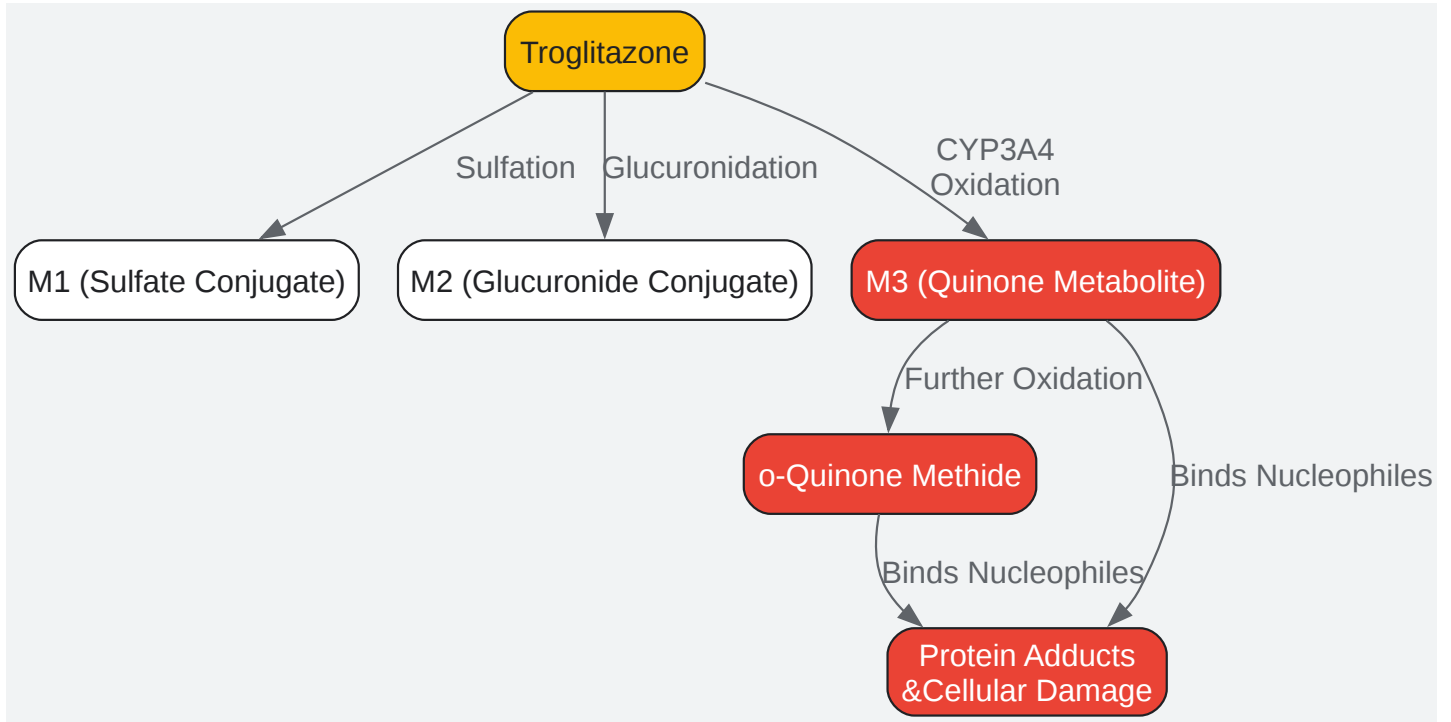 Troglitazone
Sulfation
Glucuronidation
CYP3A4
Oxidation
M1 (Sulfate Conjugate)
M2 (Glucuronide Conjugate)
M3 (Quinone Metabolite)
Further Oxidation
o-Quinone Methide
Binds Nucleophiles
Binds Nucleophiles
Protein Adducts
&Cellular Damage